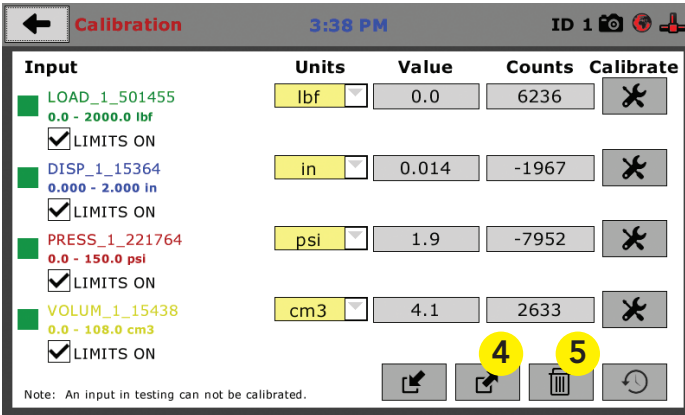 Calibration 3:38 PM ID 1
Input Units Value Counts Calibrate
LOAD_1_501455 lbf 0.0 6236
0.0 - 2000.0 lbf
LIMITS ON
DISP_1_15364 in 0.014 -1967
0.000 - 2.000 in
LIMITS ON
PRESS_1_221764 psi 1.9 -7952
0.0 - 150.0 psi
LIMITS ON
VOLUM_1_15438 cm3 4.1 2633
0.0 - 108.0 cm3
LIMITS ON
4 5
Note: An input in testing can not be calibrated.